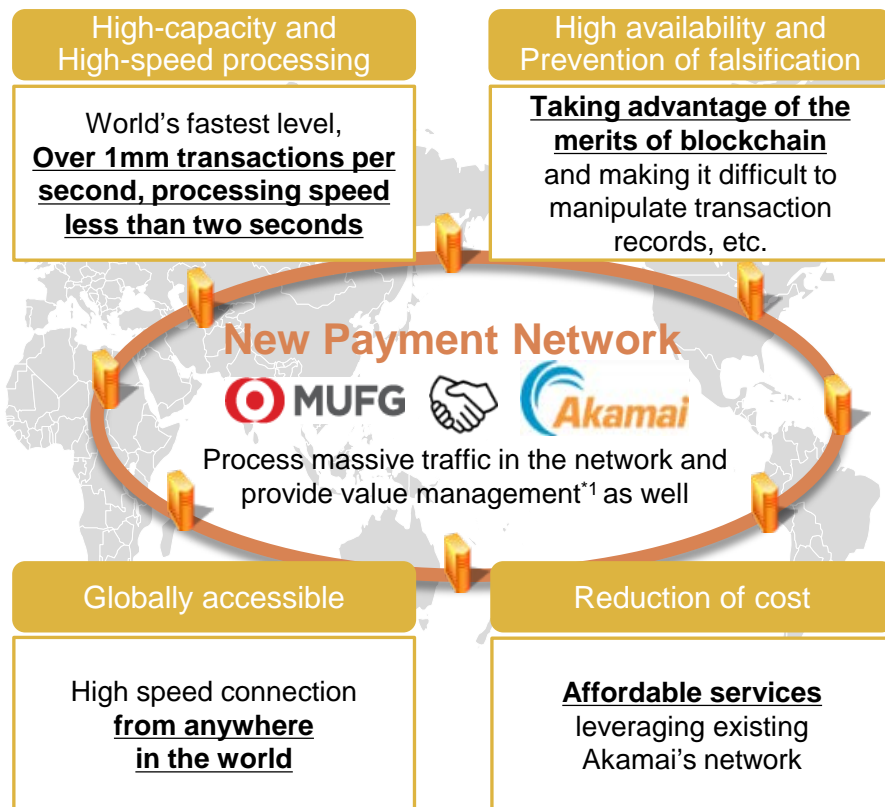 High-capacity and
High-speed processing
World's fastest level,
Over 1mm transactions per
second, processing speed
less than two seconds
High availability and
Prevention of falsification
Taking advantage of the
merits of blockchain
and making it difficult to
manipulate transaction
records, etc.
New Payment Network
MUFG
Akamai
Process massive traffic in the network and
provide value management*1 as well
Globally accessible
High speed connection
from anywhere
in the world
Reduction of cost
Affordable services
leveraging existing
Akamai's network